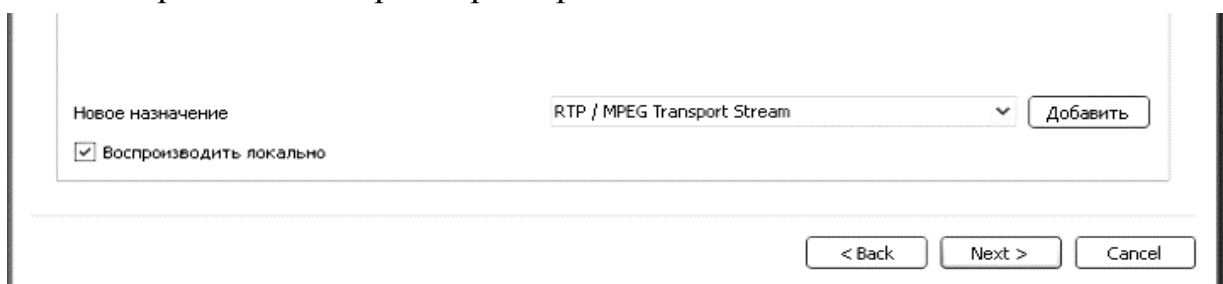 Новое назначение RTP / MPEG Transport Stream Добавить
Воспроизводить локально
< Back Next > Cancel